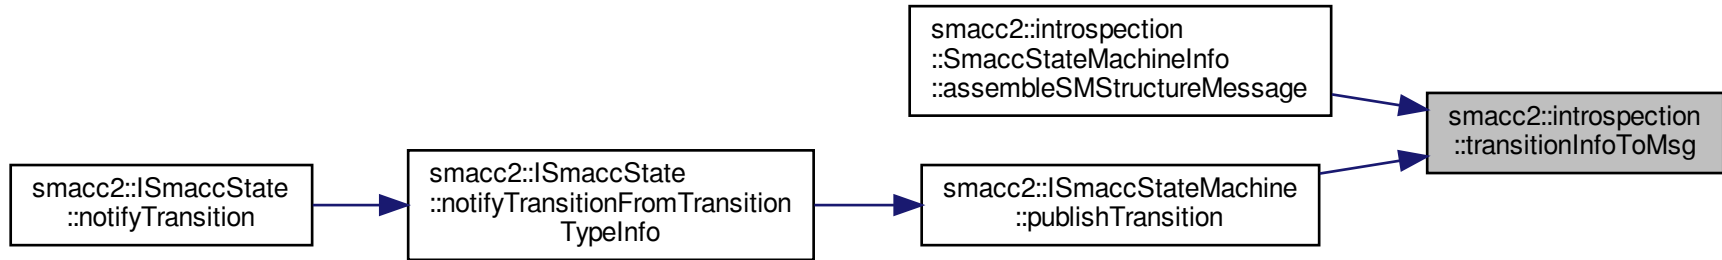 smacc2::introspection
::SmaccStateMachineInfo
::assembleSMStructureMessage
smacc2::introspection
::transitionInfoToMsg
smacc2::ISmaccState
::notifyTransition
smacc2::ISmaccState
::notifyTransitionFromTransition
TypeInfo
smacc2::ISmaccStateMachine
::publishTransition